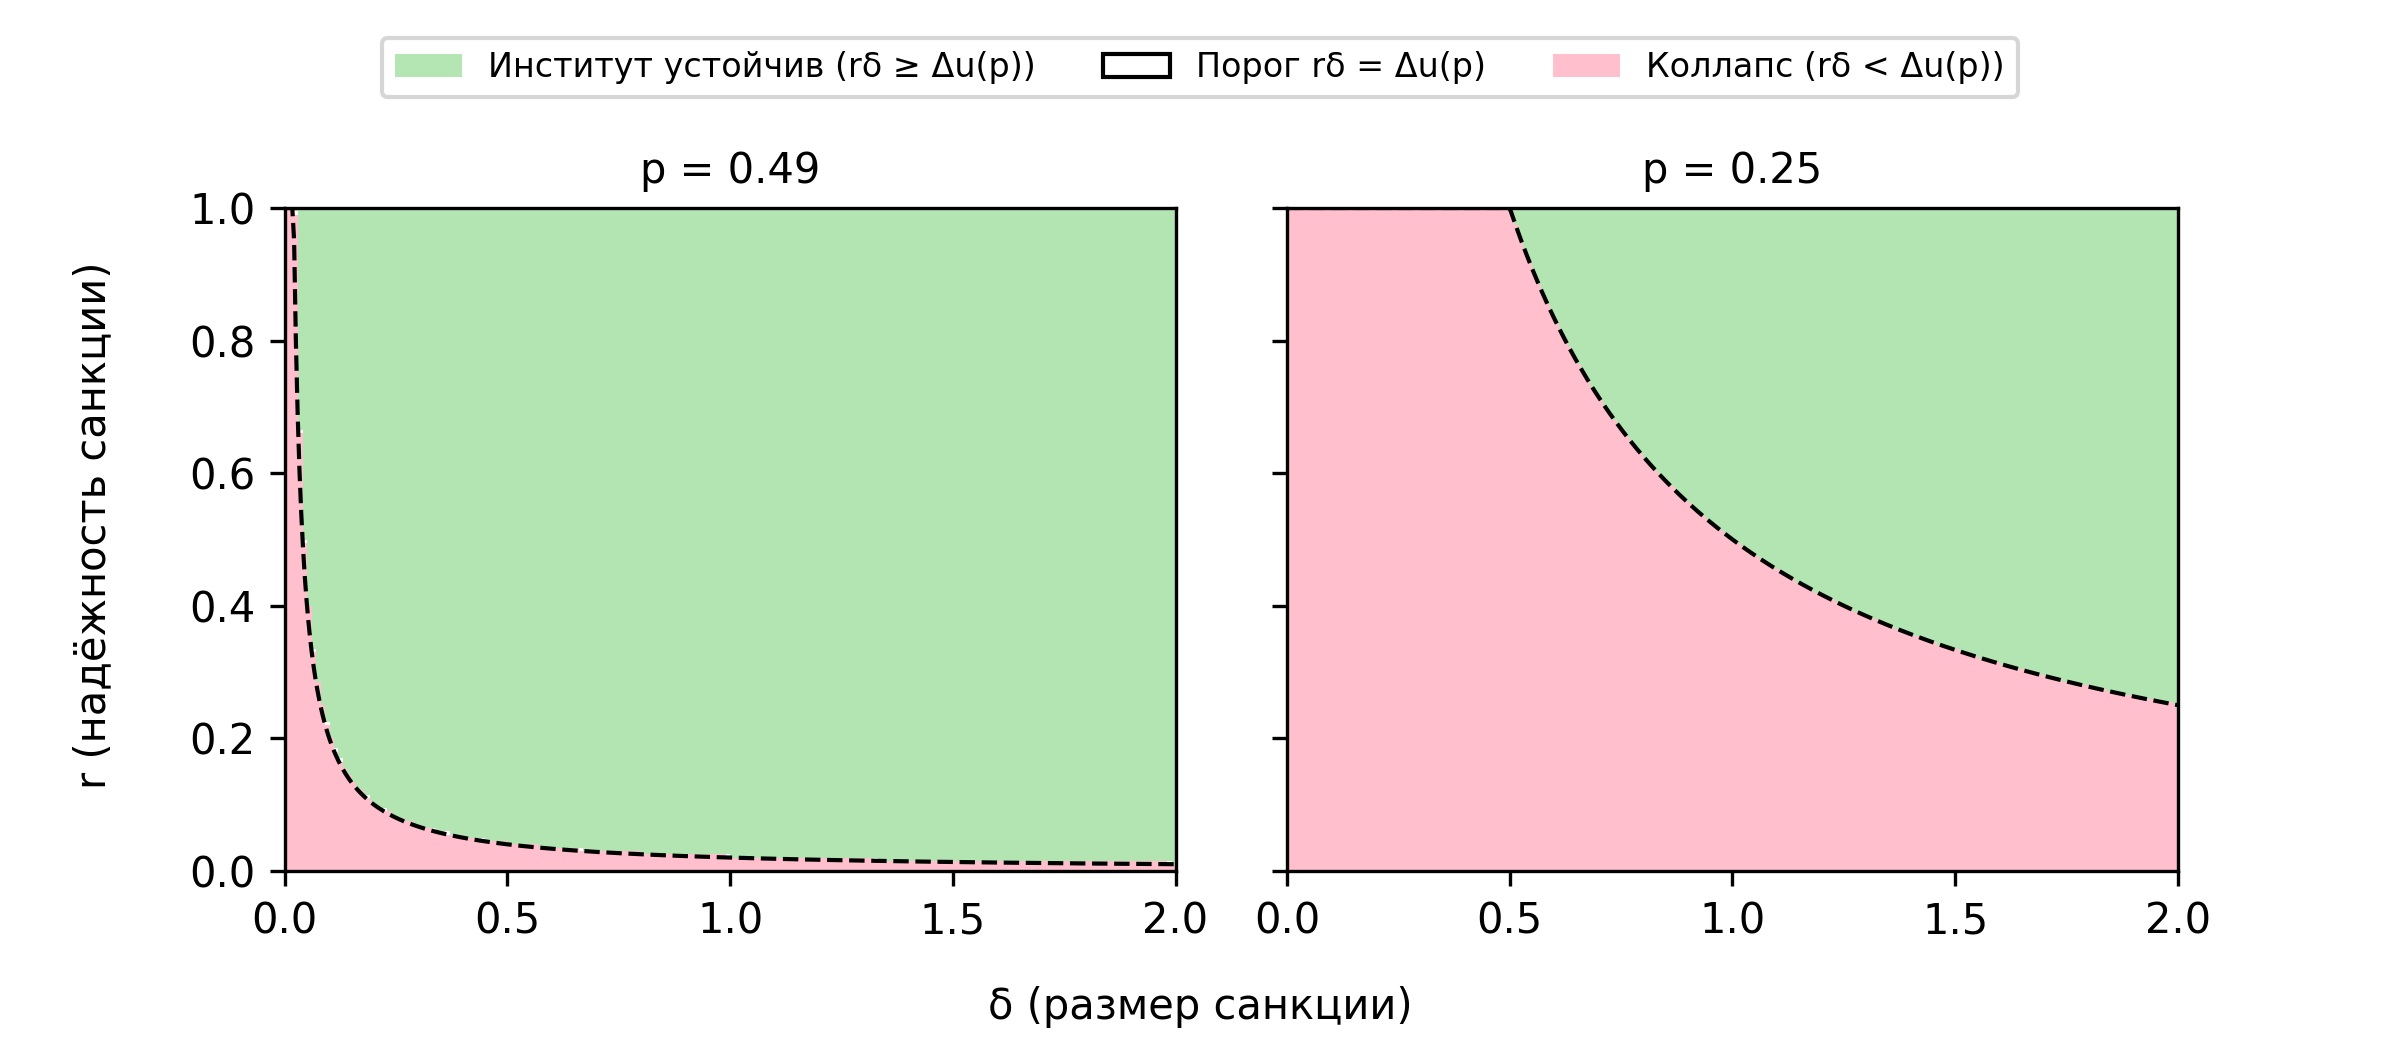 Институт устойчив (rδ ≥ Δu(p)) Порог rδ = Δu(p) Коллапс (rδ < Δu(p))
p = 0.49
p = 0.25
r (надёжность санкции)
1.0
0.8
0.6
0.4
0.2
0.0
0.0 0.5 1.0 1.5 2.0
0.0 0.5 1.0 1.5 2.0
δ (размер санкции)